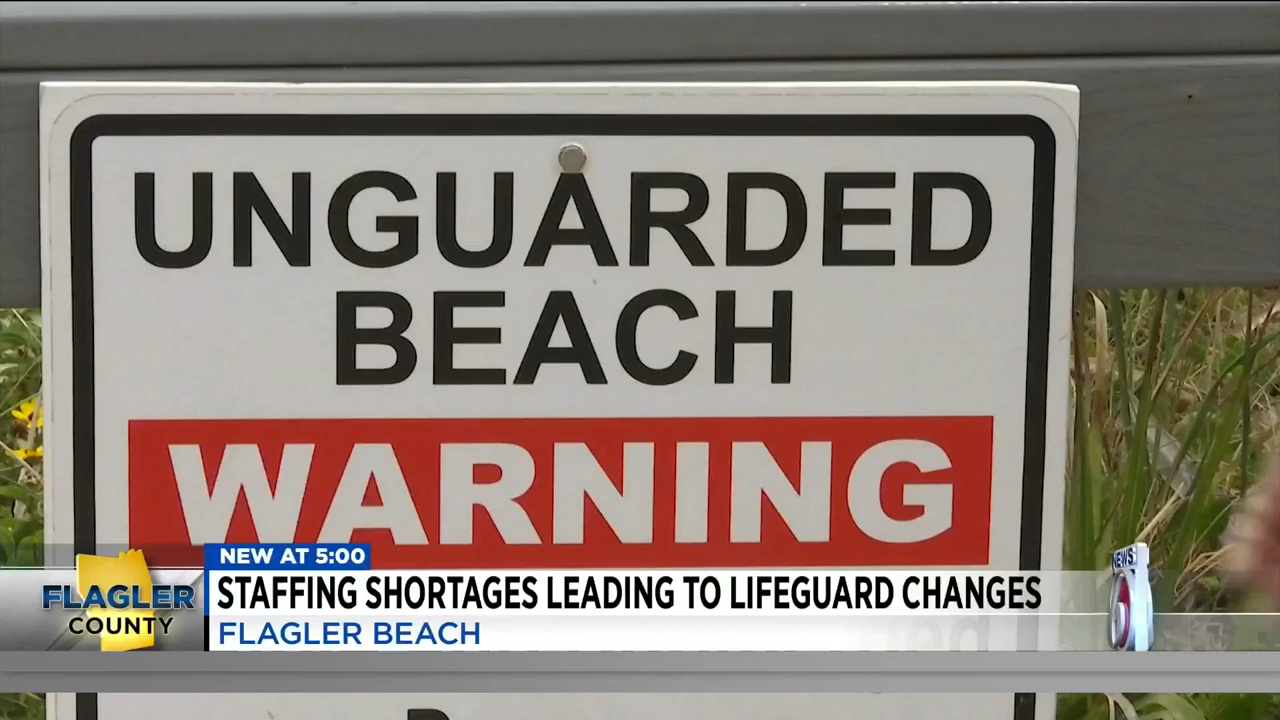 UNGUARDED
BEACH
WARNING
NEW AT 5:00
FLAGLER
COUNTY
STAFFING SHORTAGES LEADING TO LIFEGUARD CHANGES
FLAGLER BEACH
NEWS